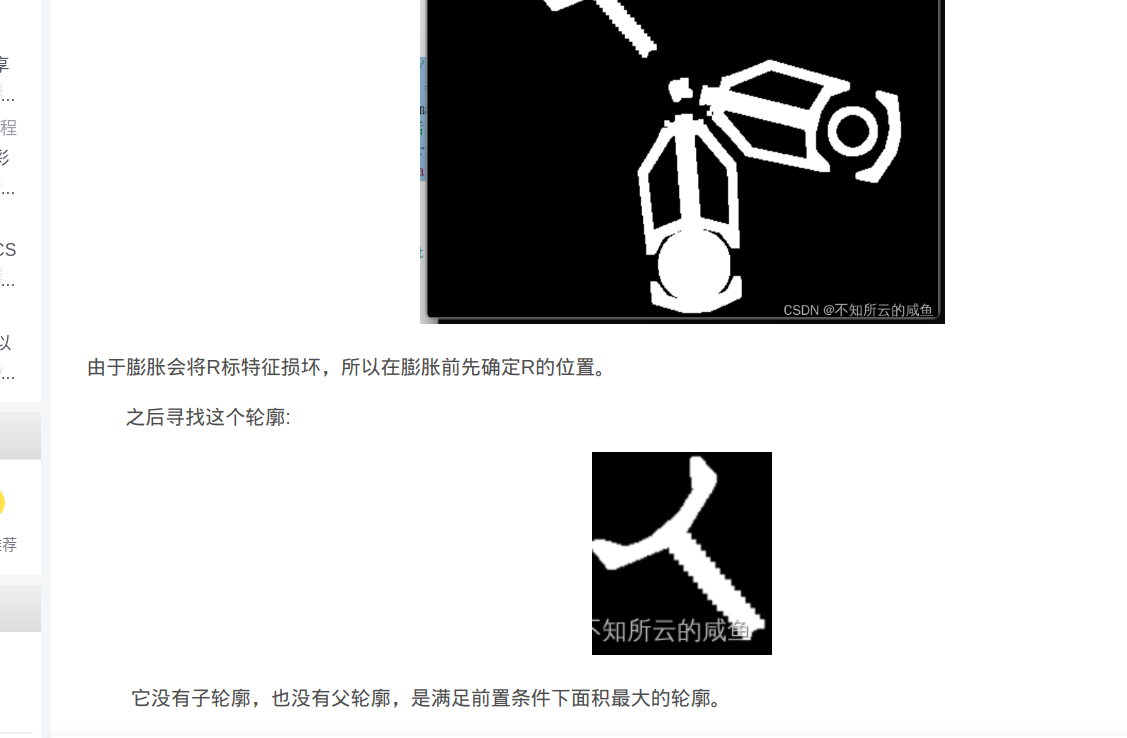 享
...
程
彩
...
CS
...
以
...
荐
CSDN @不知所云的咸鱼
由于膨胀会将R标特征损坏，所以在膨胀前先确定R的位置。
之后寻找这个轮廓:
不知所云的咸鱼
它没有子轮廓，也没有父轮廓，是满足前置条件下面积最大的轮廓。